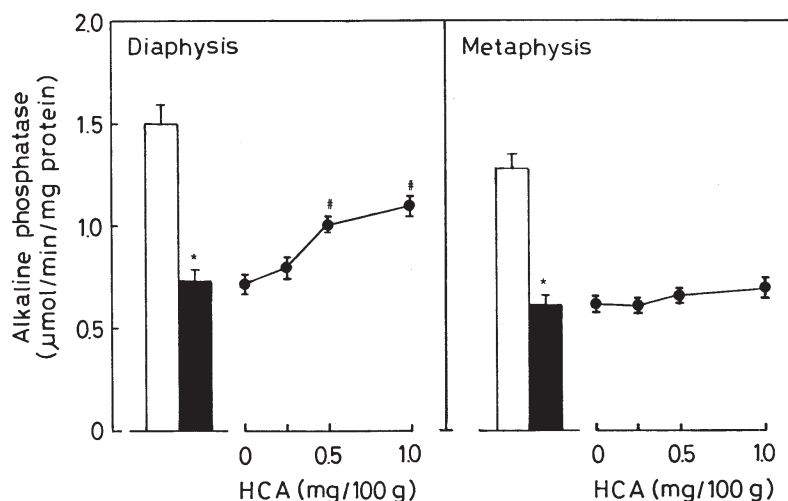 Alkaline phosphatase
(μmol/min/mg protein)
2.0
1.5
1.0
0.5
0
Diaphysis
Metaphysis
*
#
#
*
0
0.5
1.0
0
0.5
1.0
HCA (mg/100 g)
HCA (mg/100 g)